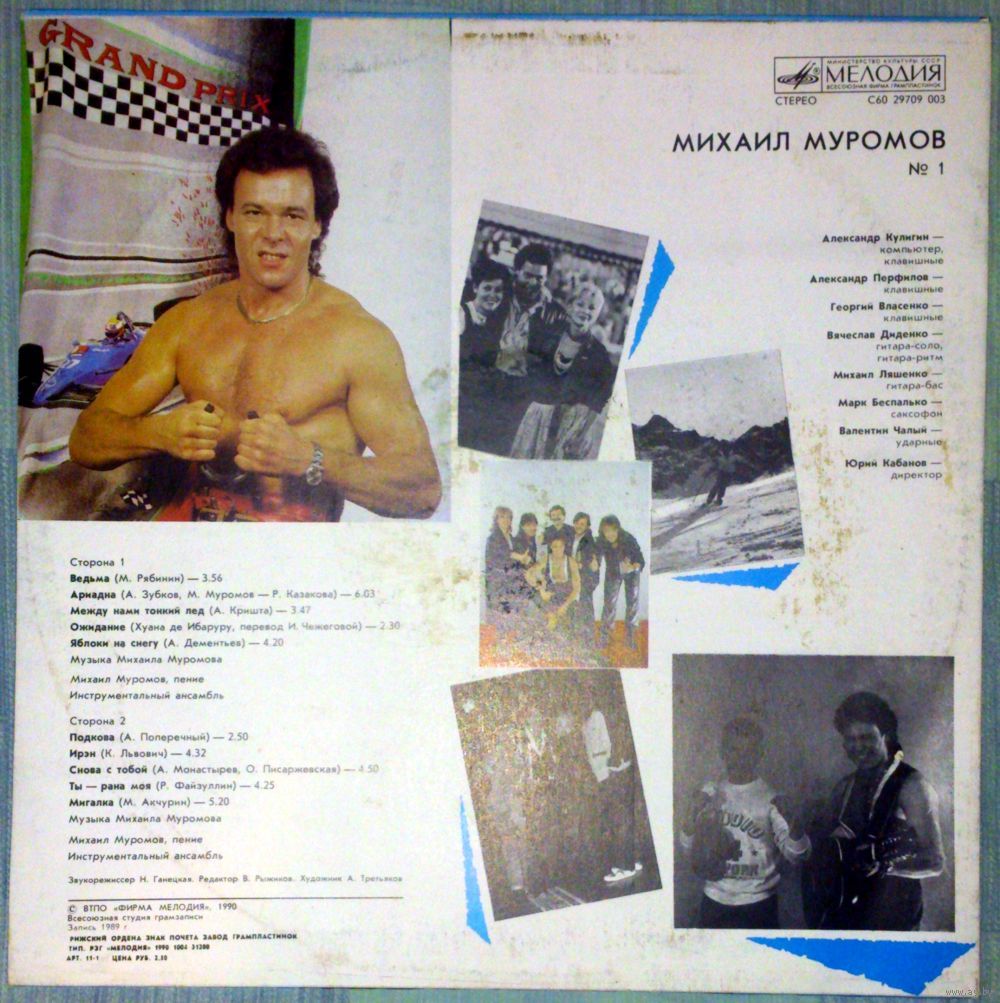 GRAND PRIX
МИНИСТЕРСТВО КУЛЬТУРЫ СССР
МЕЛОДИЯ
ВСЕСОЮЗНАЯ ФИРМА ГРАМПЛАСТИНОК
СТЕРЕО С60 29709 003
МИХАИЛ МУРОМОВ
№ 1
Александр Кулигин —
компьютер,
клавишные
Александр Перфилов —
клавишные
Георгий Власенко —
клавишные
Вячеслав Диденко —
гитара-соло,
гитара-ритм
Михаил Ляшенко —
гитара-бас
Марк Беспалько —
саксофон
Валентин Чалый —
ударные
Юрий Кабанов —
директор
Сторона 1
Ведьма (М. Рябинин) — 3.56
Ариадна (А. Зубков, М. Муромов — Р. Казакова) — 6.03
Между нами тонкий лед (А. Кришта) — 3.47
Ожидание (Хуана де Ибаруру, перевод И. Чежеговой) — 2.30
Яблоки на снегу (А. Дементьев) — 4.20
Музыка Михаила Муромова
Михаил Муромов, пение
Инструментальный ансамбль
Сторона 2
Подкова (А. Поперечный) — 2.50
Ирэн (К. Львович) — 4.32
Снова с тобой (А. Монастырев, О. Писаржевская) — 4.50
Ты — рана моя (Р. Файзуллин) — 4.25
Мигалка (М. Акчурин) — 5.20
Музыка Михаила Муромова
Михаил Муромов, пение
Инструментальный ансамбль
Звукорежиссер Н. Ганецкая. Редактор В. Рыжиков. Художник А. Третьяков
© ВТПО «ФИРМА МЕЛОДИЯ», 1990
Всесоюзная студия грамзаписи
Запись 1989 г.
РИЖСКИЙ ОРДЕНА ЗНАК ПОЧЕТА ЗАВОД ГРАМПЛАСТИНОК
ТИП. РЗГ «МЕЛОДИЯ» 1990 1004 31200
АРТ. 11-1 ЦЕНА РУБ. 2.50